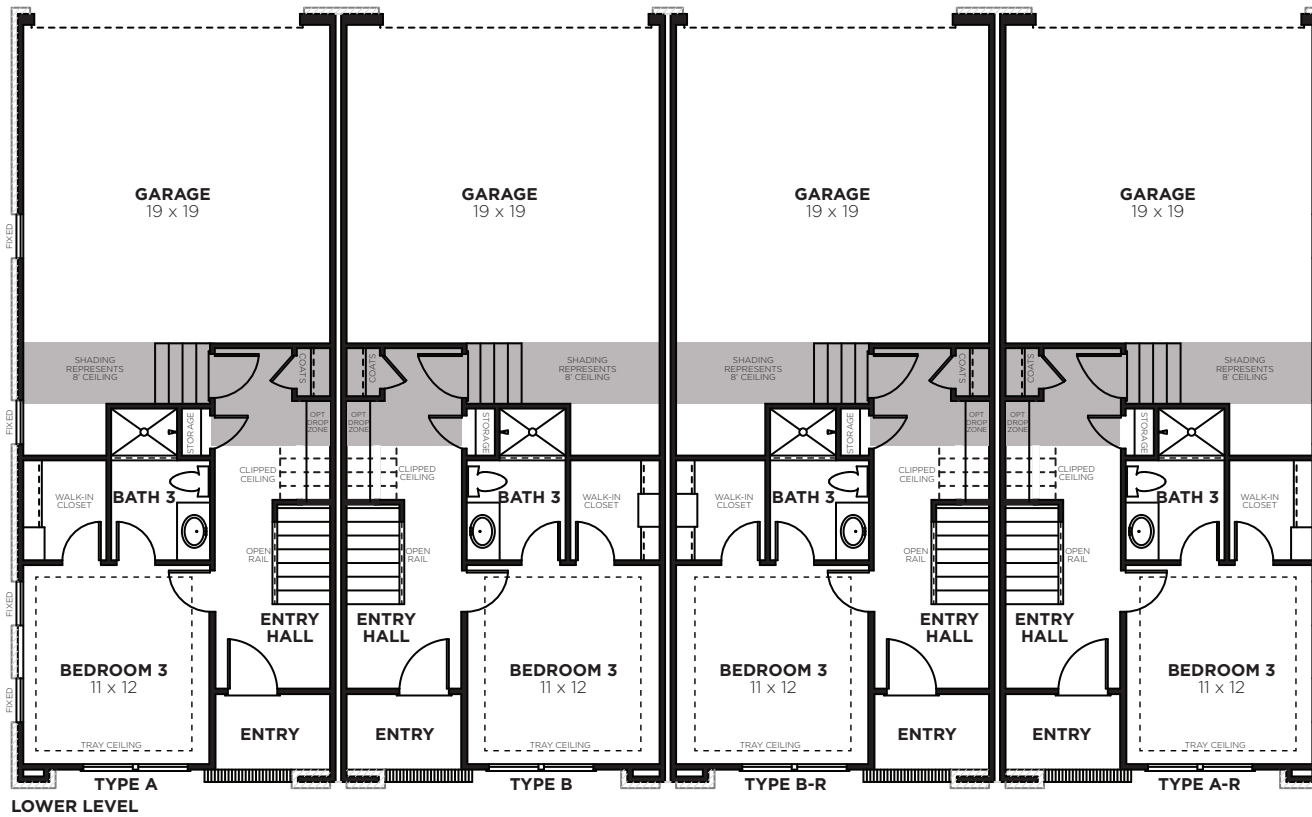 GARAGE
19 x 19
GARAGE
19 x 19
GARAGE
19 x 19
GARAGE
19 x 19
FIXED
SHADING
REPRESENTS
8' CEILING
COATS
COATS
SHADING
REPRESENTS
8' CEILING
SHADING
REPRESENTS
8' CEILING
COATS
COATS
SHADING
REPRESENTS
8' CEILING
FIXED
STORAGE
OPT
DROP
ZONE
OPT
DROP
ZONE
STORAGE
STORAGE
OPT
DROP
ZONE
OPT
DROP
ZONE
STORAGE
CLIPPED
CEILING
CLIPPED
CEILING
CLIPPED
CEILING
CLIPPED
CEILING
WALK-IN
CLOSET
BATH 3
BATH 3
WALK-IN
CLOSET
WALK-IN
CLOSET
BATH 3
BATH 3
WALK-IN
CLOSET
OPEN
RAIL
OPEN
RAIL
OPEN
RAIL
OPEN
RAIL
FIXED
ENTRY
HALL
ENTRY
HALL
ENTRY
HALL
ENTRY
HALL
FIXED
BEDROOM 3
11 x 12
BEDROOM 3
11 x 12
BEDROOM 3
11 x 12
BEDROOM 3
11 x 12
TRAY CEILING
ENTRY
ENTRY
TRAY CEILING
TRAY CEILING
ENTRY
ENTRY
TRAY CEILING
TYPE A
TYPE B
TYPE B-R
TYPE A-R
LOWER LEVEL